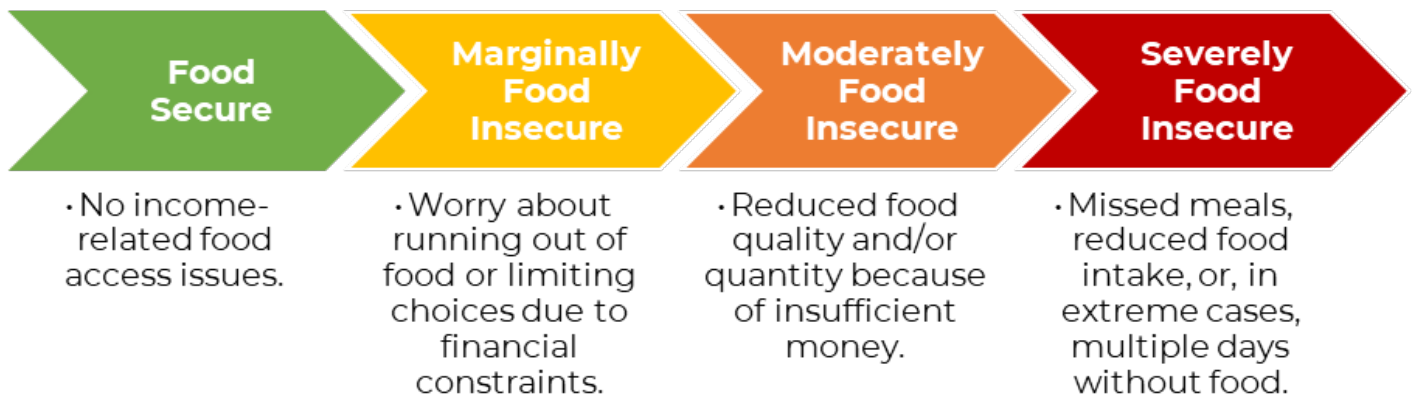 Food
Secure
Marginally
Food
Insecure
Moderately
Food
Insecure
Severely
Food
Insecure
· No income-
related food
access issues.
· Worry about
running out of
food or limiting
choices due to
financial
constraints.
· Reduced food
quality and/or
quantity because
of insufficient
money.
· Missed meals,
reduced food
intake, or, in
extreme cases,
multiple days
without food.